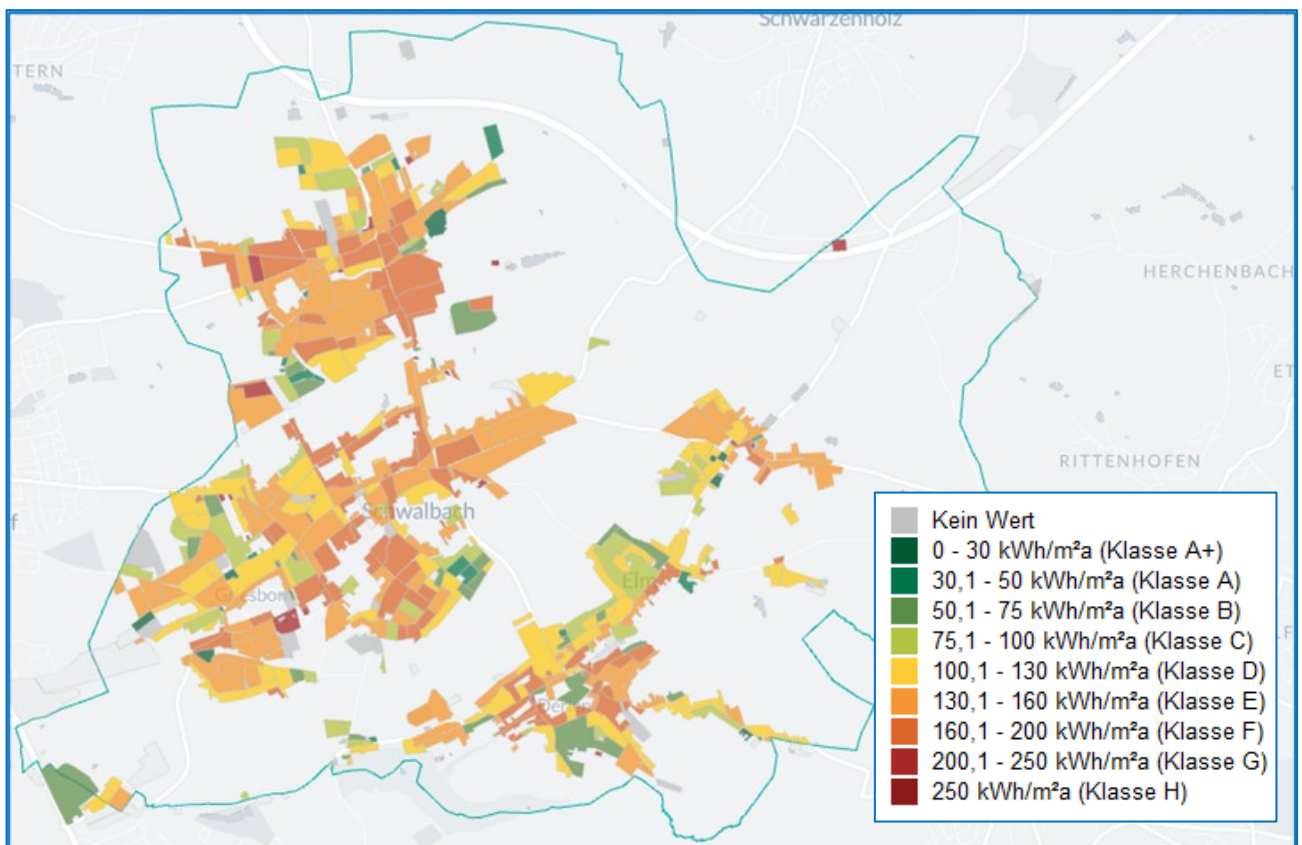 Schwarzenholz
TERN
HERCHENBACH
ET
RITTENHOFEN
f
Schwalbach
Elm
Griesborn
Kein Wert
0 - 30 kWh/m²a (Klasse A+)
30,1 - 50 kWh/m²a (Klasse A)
50,1 - 75 kWh/m²a (Klasse B)
75,1 - 100 kWh/m²a (Klasse C)
100,1 - 130 kWh/m²a (Klasse D)
130,1 - 160 kWh/m²a (Klasse E)
160,1 - 200 kWh/m²a (Klasse F)
200,1 - 250 kWh/m²a (Klasse G)
250 kWh/m²a (Klasse H)